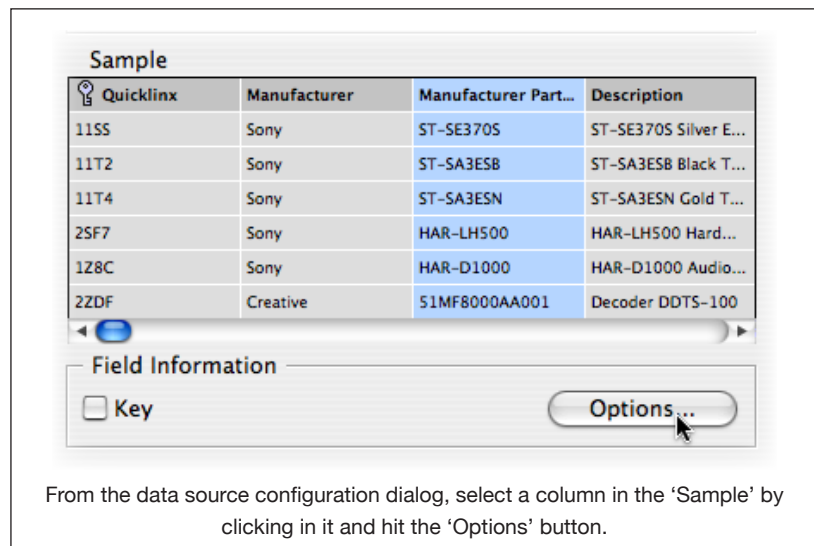 Sample
Quicklinx Manufacturer Manufacturer Part... Description
11SS Sony ST-SE370S ST-SE370S Silver E...
11T2 Sony ST-SA3ESB ST-SA3ESB Black T...
11T4 Sony ST-SA3ESN ST-SA3ESN Gold T...
2SF7 Sony HAR-LH500 HAR-LH500 Hard...
1Z8C Sony HAR-D1000 HAR-D1000 Audio...
2ZDF Creative 51MF8000AA001 Decoder DDTS-100
Field Information
Key Options...
From the data source configuration dialog, select a column in the ‘Sample’ by
clicking in it and hit the ‘Options’ button.